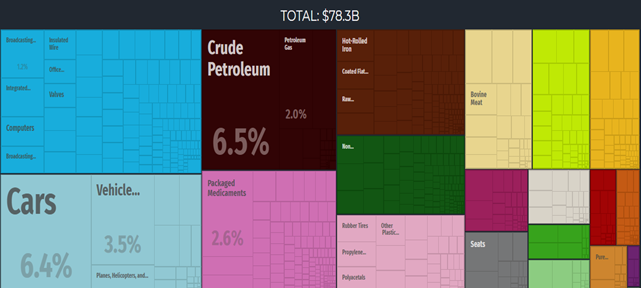 TOTAL: $78.3B
Broadcasting...
Insulated
Wire
Office...
Integrated...
Valves
Computers
Broadcasting...
Crude
Petroleum
6.5%
Petroleum
Gas
2.0%
Hot-Rolled
Iron
Coated Flat...
Raw...
Bovine
Meat
Non...
Cars
6.4%
Vehicle...
3.5%
Planes, Helicopters, and...
Packaged
Medicaments
2.6%
Rubber Tires
Other
Plastic...
Propylene...
Polyacetals
Seats